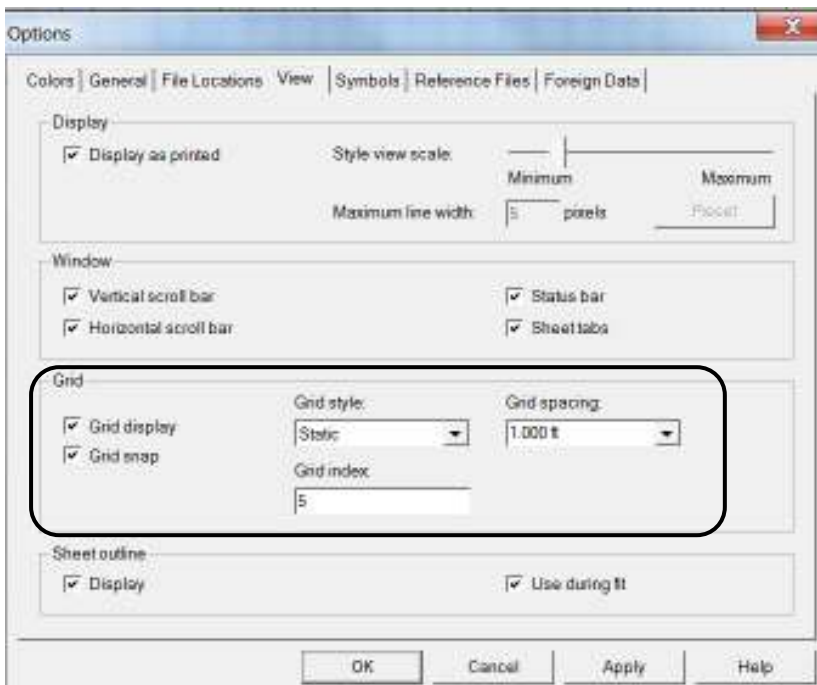 Options
Colors General File Locations View Symbols Reference Files Foreign Data
Display
Display as printed Style view scale:
Minimum Maximum
Maximum line width: 5 pixels Reset
Window
Vertical scroll bar Status bar
Horizontal scroll bar Sheet tabs
Grid
Grid style: Grid spacing:
Grid display
Static 1.000 ft
Grid snap
Grid index:
5
Sheet outline
Display Use during fit
OK Cancel Apply Help